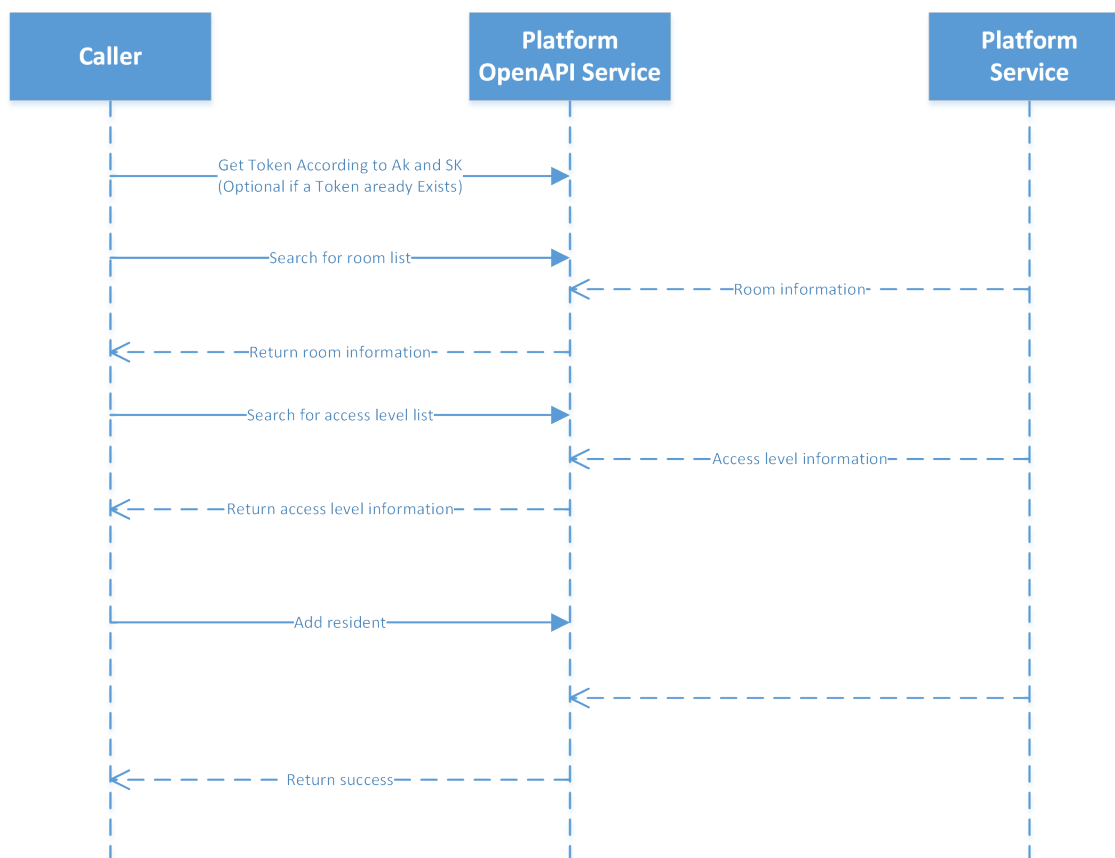 Caller
Platform
OpenAPI Service
Platform
Service
Get Token According to Ak and SK
(Optional if a Token aready Exists)
Search for room list
Room information
Return room information
Search for access level list
Access level information
Return access level information
Add resident
Return success